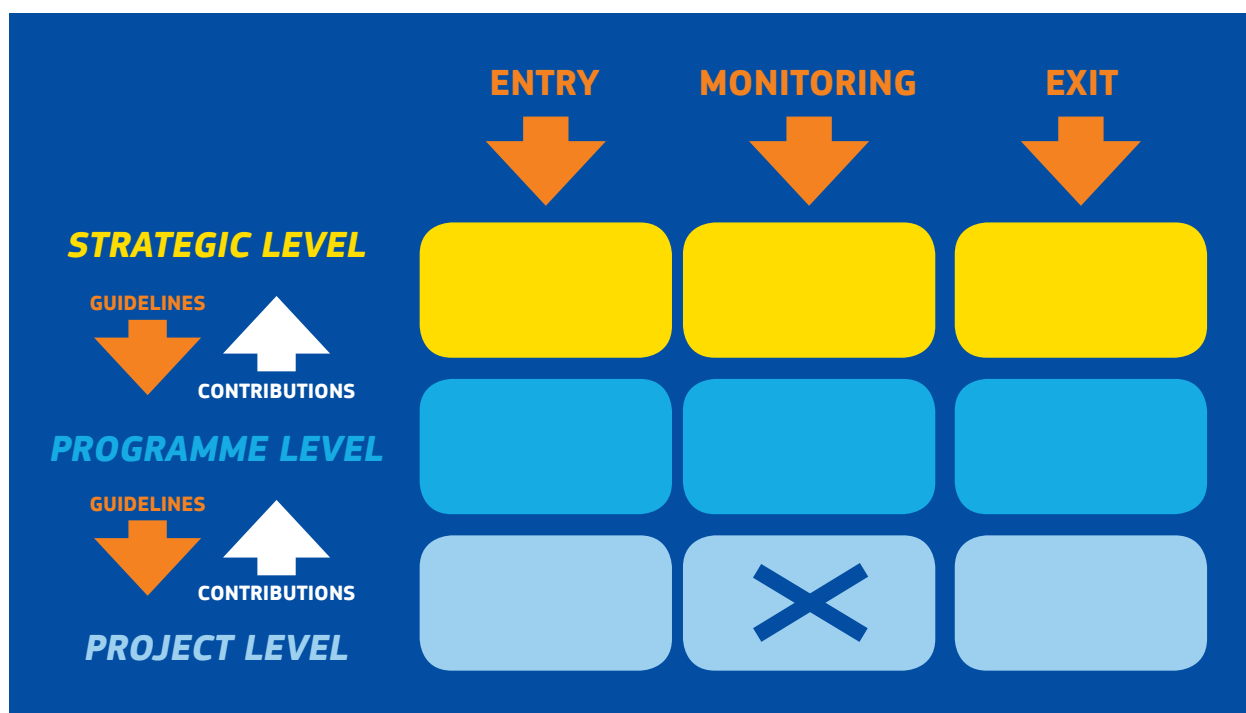 ENTRY
MONITORING
EXIT
STRATEGIC LEVEL
GUIDELINES
CONTRIBUTIONS
PROGRAMME LEVEL
GUIDELINES
CONTRIBUTIONS
PROJECT LEVEL